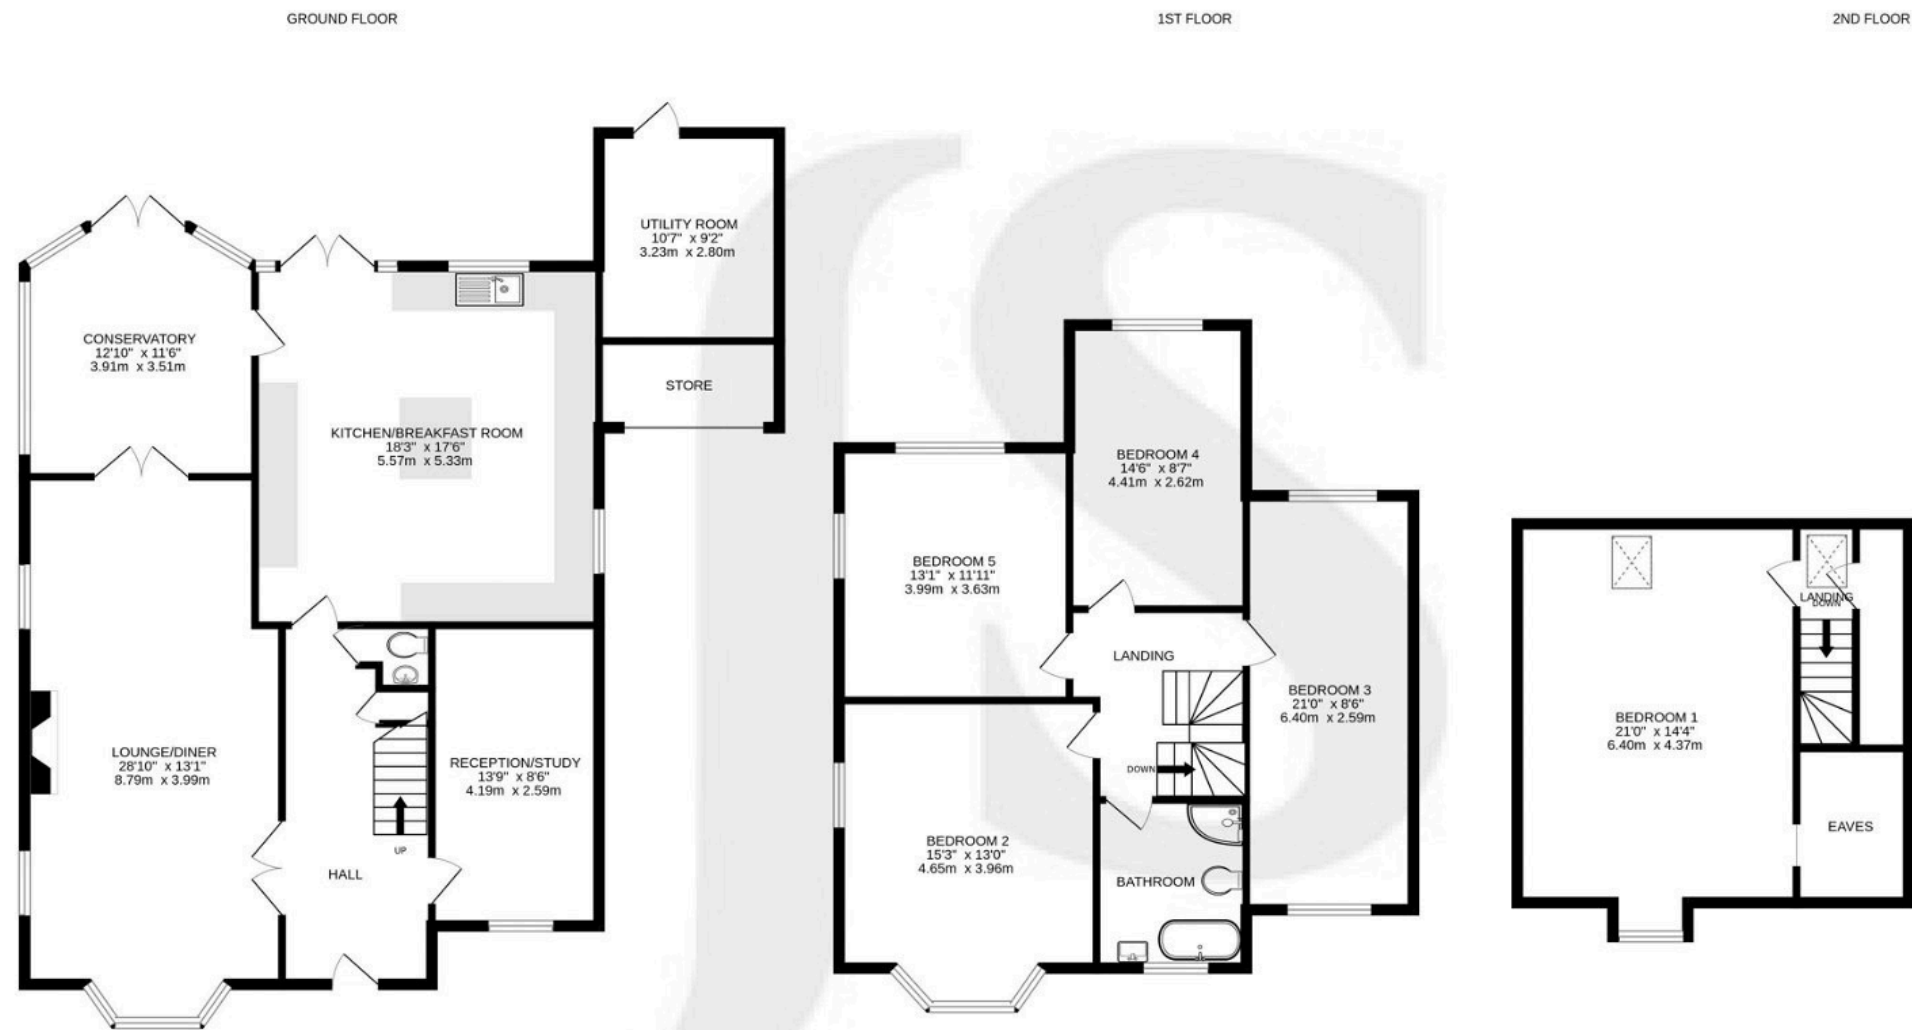 GROUND FLOOR
1ST FLOOR
2ND FLOOR
UTILITY ROOM
10'7" x 9'2"
3.23m x 2.80m
CONSERVATORY
12'10" x 11'6"
3.91m x 3.51m
STORE
KITCHEN/BREAKFAST ROOM
18'3" x 17'6"
5.57m x 5.33m
LOUNGE/DINER
28'10" x 13'1"
8.79m x 3.99m
RECEPTION/STUDY
13'9" x 8'6"
4.19m x 2.59m
UP
HALL
BEDROOM 4
14'6" x 8'7"
4.41m x 2.62m
BEDROOM 5
13'1" x 11'11"
3.99m x 3.63m
LANDING
BEDROOM 3
21'0" x 8'6"
6.40m x 2.59m
DOWN
BEDROOM 2
15'3" x 13'0"
4.65m x 3.96m
BATHROOM
LANDING
DOWN
BEDROOM 1
21'0" x 14'4"
6.40m x 4.37m
EAVES